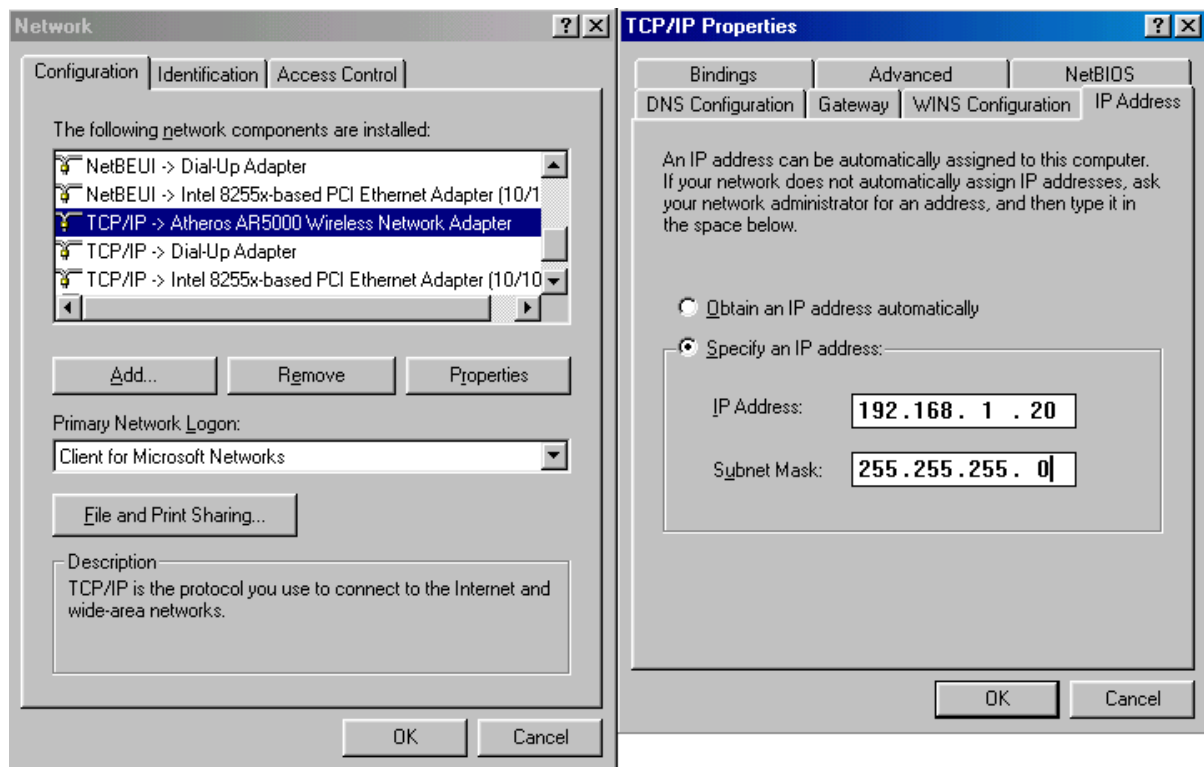 Network
Configuration Identification Access Control
The following network components are installed:
NetBEUI -> Dial-Up Adapter
NetBEUI -> Intel 8255x-based PCI Ethernet Adapter (10/1
TCP/IP -> Atheros AR5000 Wireless Network Adapter
TCP/IP -> Dial-Up Adapter
TCP/IP -> Intel 8255x-based PCI Ethernet Adapter (10/10
Add... Remove Properties
Primary Network Logon:
Client for Microsoft Networks
File and Print Sharing...
Description
TCP/IP is the protocol you use to connect to the Internet and
wide-area networks.
OK Cancel
TCP/IP Properties
Bindings Advanced NetBIOS
DNS Configuration Gateway WINS Configuration IP Address
An IP address can be automatically assigned to this computer.
If your network does not automatically assign IP addresses, ask
your network administrator for an address, and then type it in
the space below.
Obtain an IP address automatically
Specify an IP address:
IP Address: 192.168. 1 . 20
Subnet Mask: 255.255.255. 0
OK Cancel